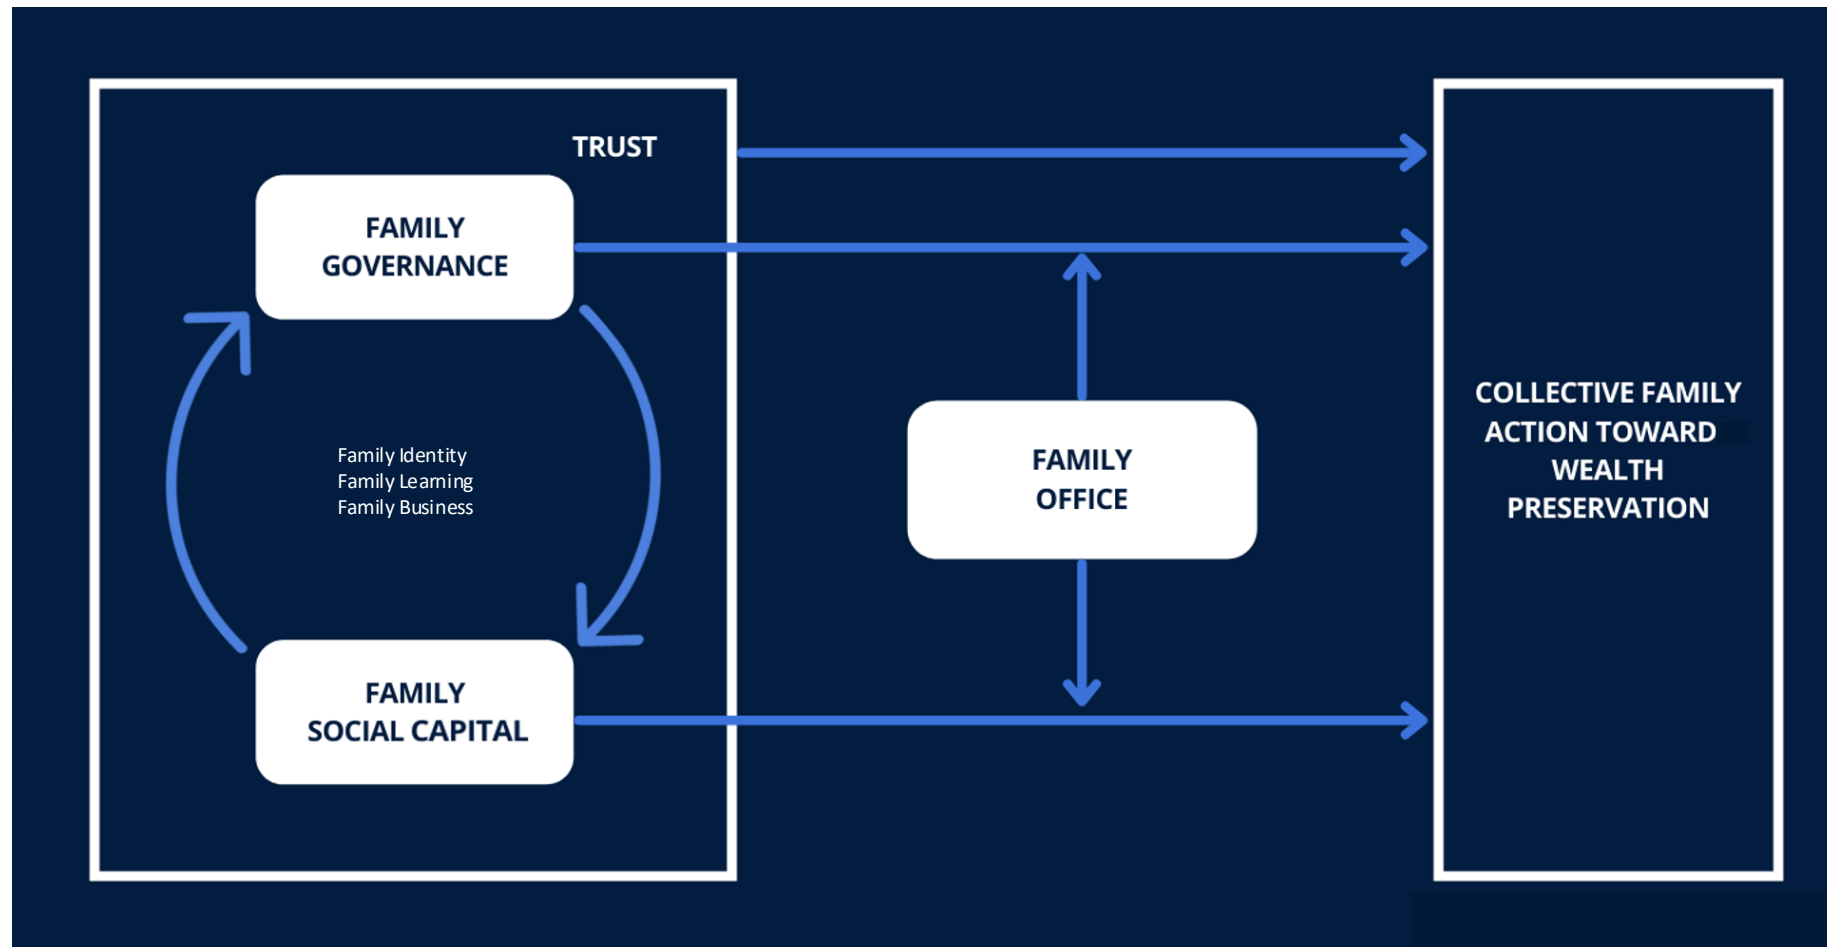 TRUST
FAMILY
GOVERNANCE
Family Identity
Family Learning
Family Business
FAMILY
SOCIAL CAPITAL
FAMILY
OFFICE
COLLECTIVE FAMILY
ACTION TOWARD
WEALTH
PRESERVATION